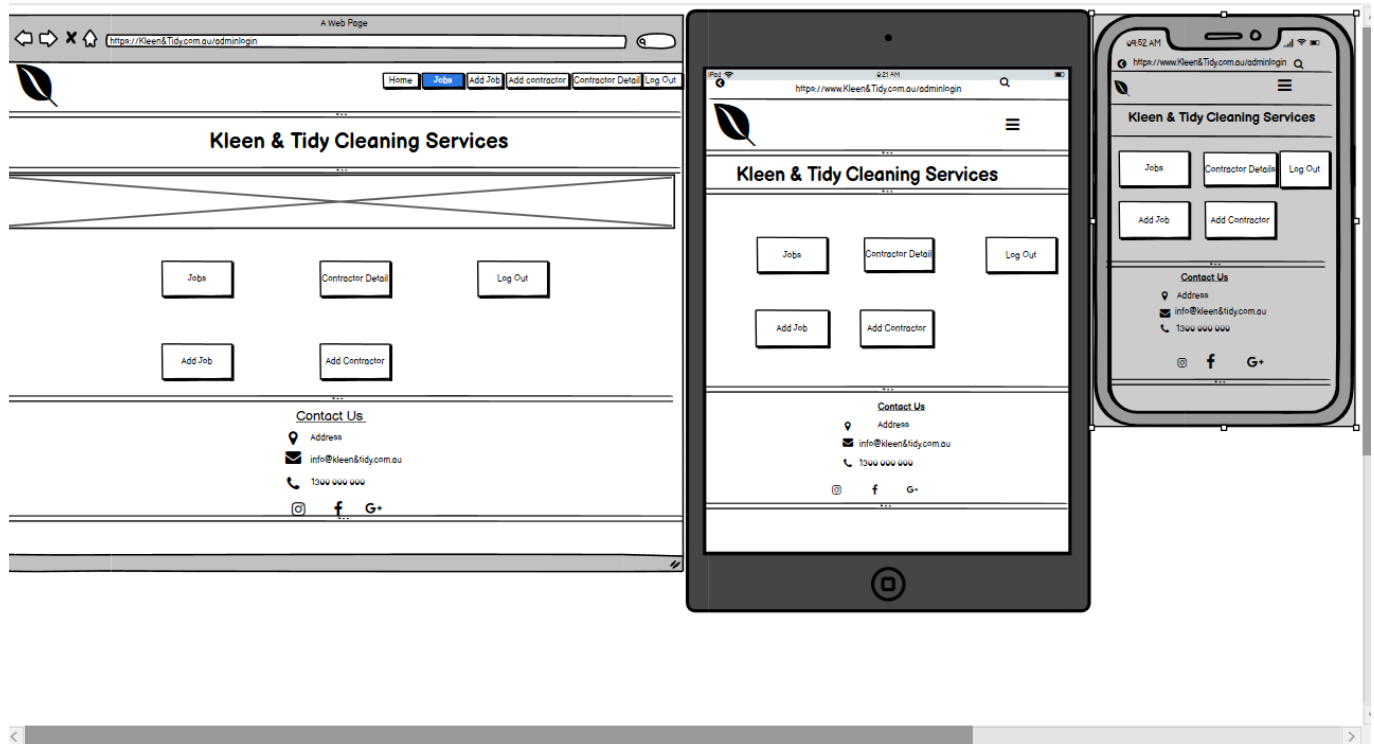 A Web Page
https://Kleen&Tidy.com.au/adminlogin
Home Jobs Add Job Add contractor Contractor Detail Log Out
Kleen & Tidy Cleaning Services
Jobs Contractor Detail Log Out
Add Job Add Contractor
Contact Us
Address
info@kleen&tidy.com.au
1300 000 000
G+
iPad 9:21 AM
https://www.Kleen&Tidy.com.au/adminlogin
Kleen & Tidy Cleaning Services
Jobs Contractor Detail Log Out
Add Job Add Contractor
Contact Us
Address
info@kleen&tidy.com.au
1300 000 000
G+
09:52 AM
https://www.Kleen&Tidy.com.au/adminlogin
Kleen & Tidy Cleaning Services
Jobs Contractor Details Log Out
Add Job Add Contractor
Contact Us
Address
info@kleen&tidy.com.au
1300 000 000
G+